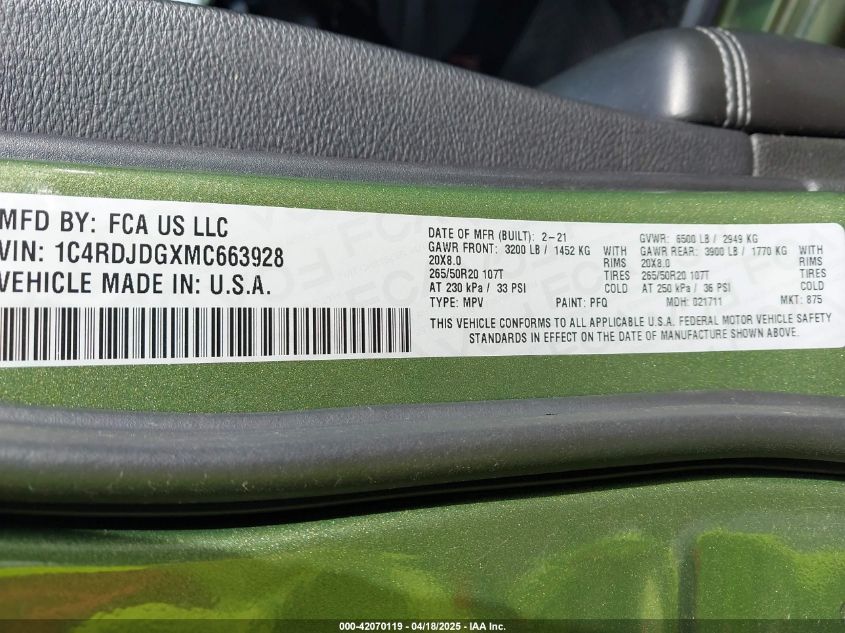 MFD BY: FCA US LLC
VIN: 1C4RDJDGXMC663928
VEHICLE MADE IN: U.S.A.
DATE OF MFR (BUILT): 2-21 GVWR: 6500 LB / 2949 KG
GAWR FRONT: 3200 LB / 1452 KG WITH GAWR REAR: 3900 LB / 1770 KG WITH
20X8.0 RIMS 20X8.0 RIMS
265/50R20 107T TIRES 265/50R20 107T TIRES
AT 230 kPa / 33 PSI AT 250 kPa / 36 PSI
TYPE: MPV PAINT: PFQ MDH: 021711 MKT: 875
THIS VEHICLE CONFORMS TO ALL APPLICABLE U.S.A. FEDERAL MOTOR VEHICLE SAFETY
STANDARDS IN EFFECT ON THE DATE OF MANUFACTURE SHOWN ABOVE.
000-42070119 - 04/18/2025 - IAA Inc.